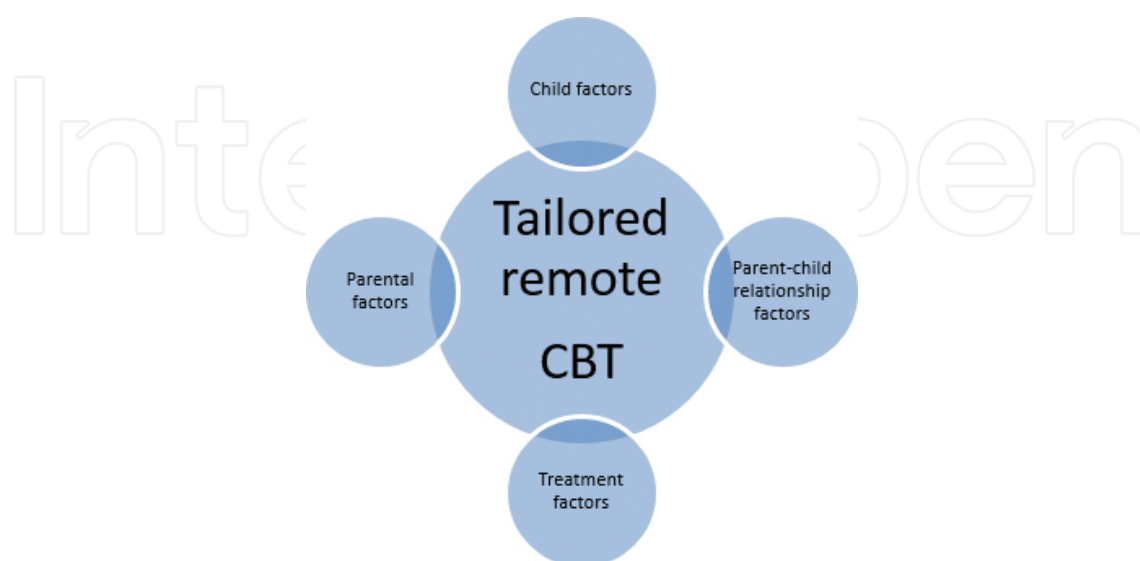 Child factors
Tailored
remote
CBT
Parental
factors
Parent-child
relationship
factors
Treatment
factors